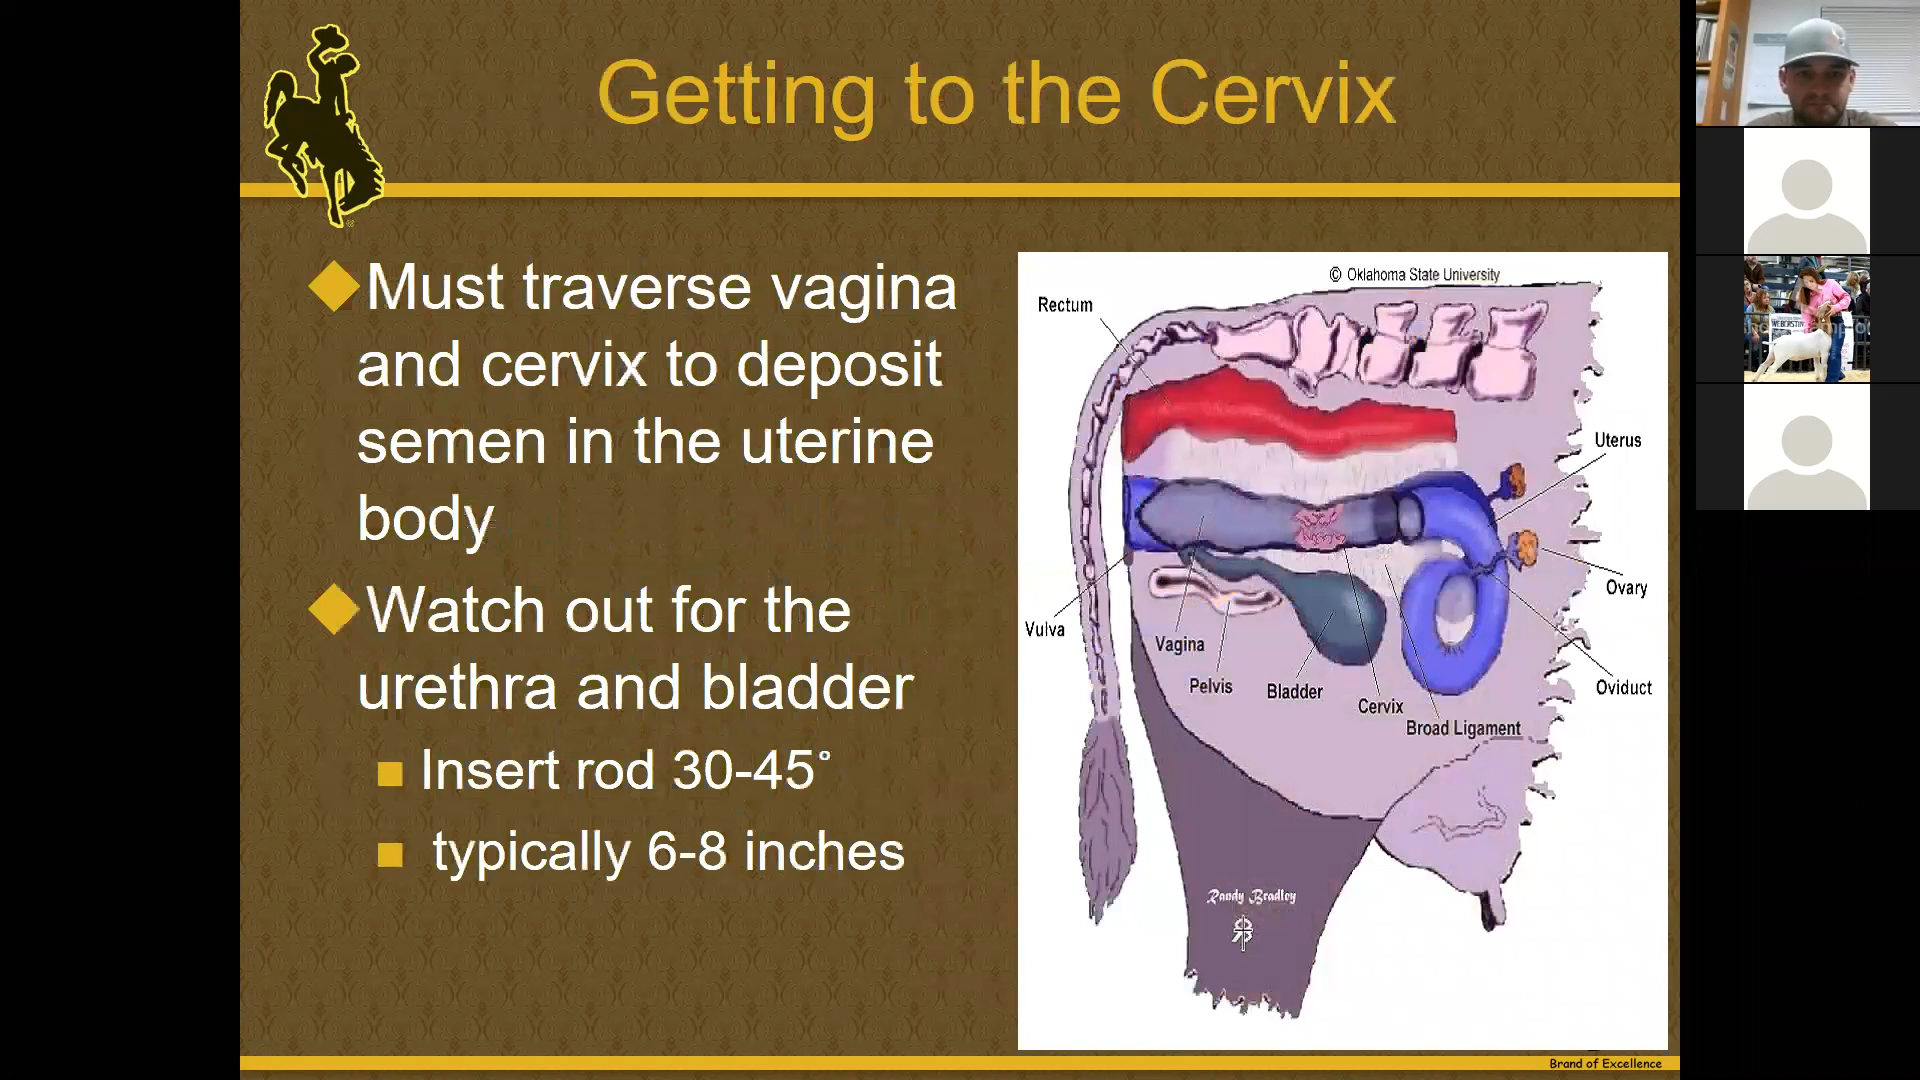 Getting to the Cervix
Must traverse vagina
and cervix to deposit
semen in the uterine
body
Watch out for the
urethra and bladder
Insert rod 30-45°
typically 6-8 inches
© Oklahoma State University
Rectum
Uterus
Ovary
Vulva
Vagina
Pelvis
Bladder
Cervix
Broad Ligament
Oviduct
Randy Bradley
Brand of Excellence